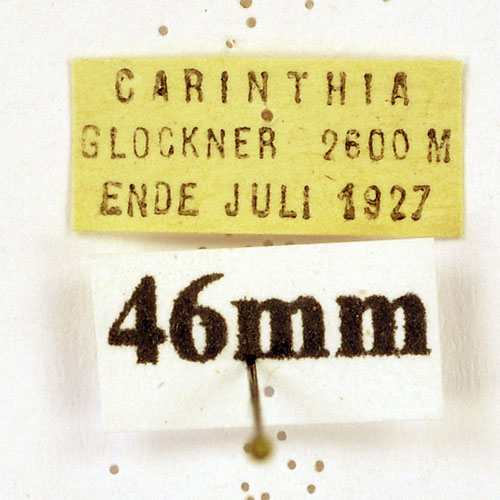 CARINTHIA
GLOCKNER 2600 M
ENDE JULI 1927
46mm